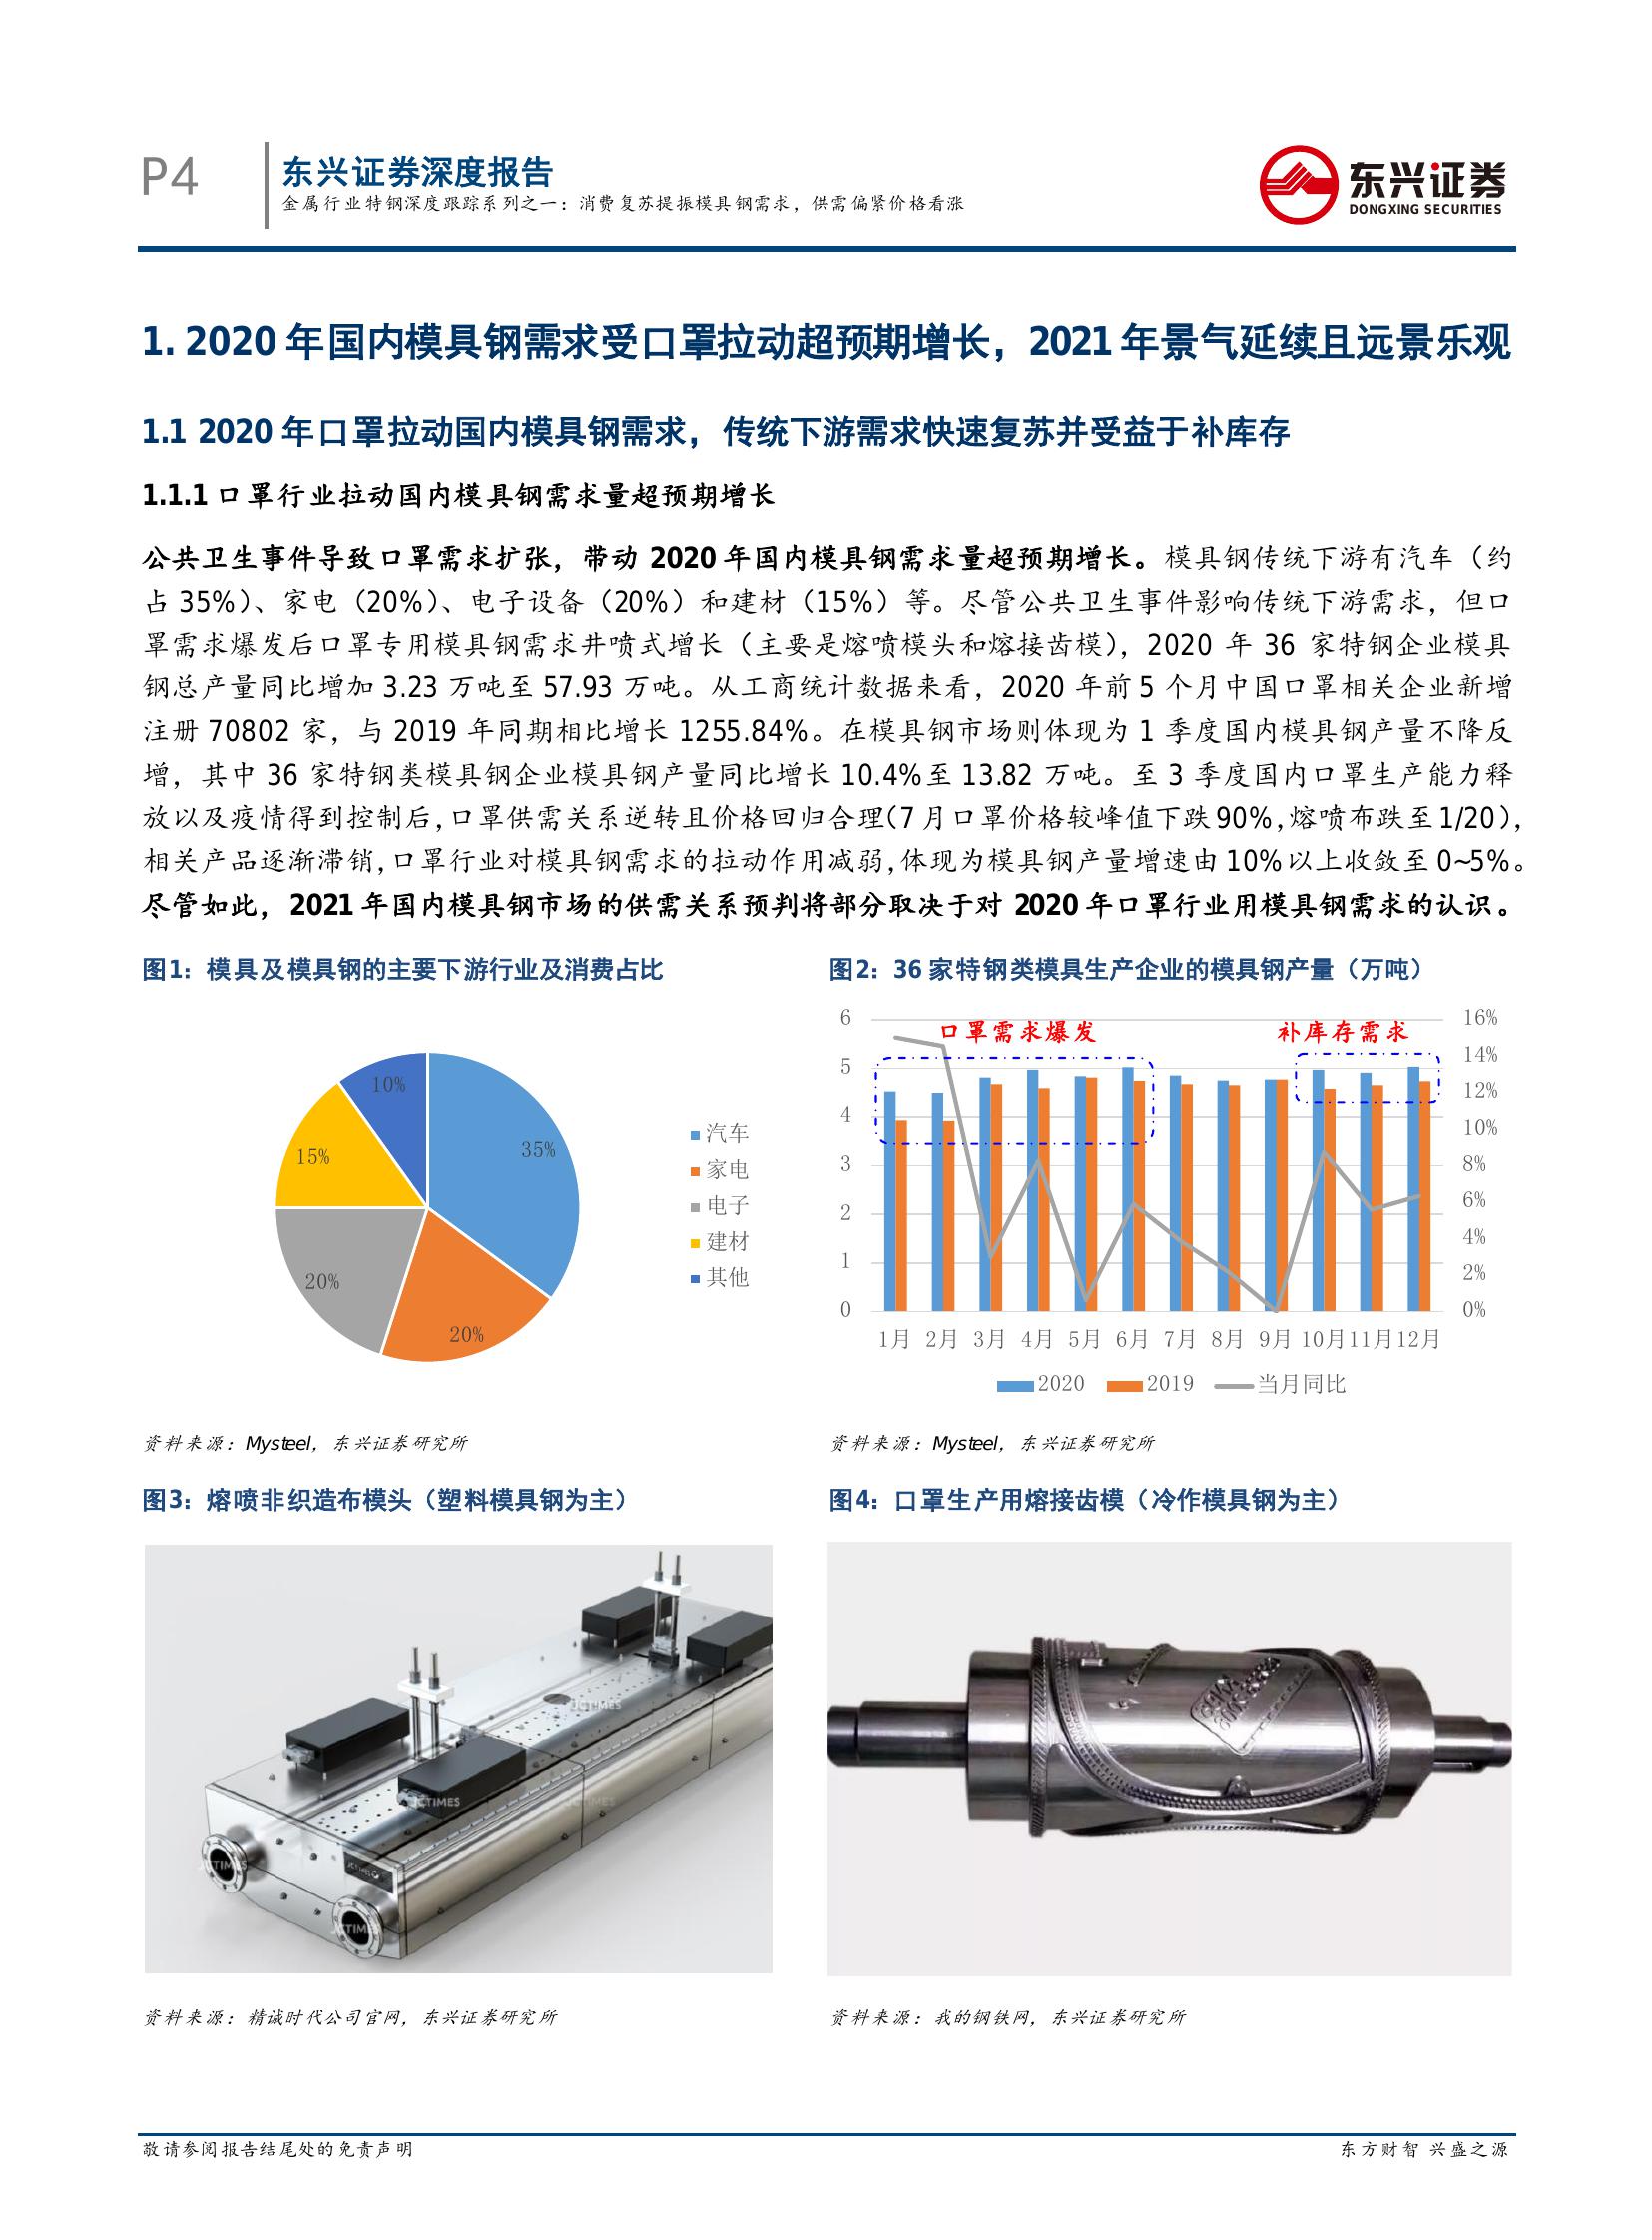 P4
东兴证券深度报告
金属行业特钢深度跟踪系列之一：消费复苏提振模具钢需求，供需偏紧价格看涨
东兴证券
DONGXING SECURITIES
1. 2020 年国内模具钢需求受口罩拉动超预期增长，2021 年景气延续且远景乐观
1.1 2020 年口罩拉动国内模具钢需求，传统下游需求快速复苏并受益于补库存
1.1.1 口罩行业拉动国内模具钢需求量超预期增长
公共卫生事件导致口罩需求扩张，带动 2020 年国内模具钢需求量超预期增长。模具钢传统下游有汽车（约
占 35%）、家电（20%）、电子设备（20%）和建材（15%）等。尽管公共卫生事件影响传统下游需求，但口
罩需求爆发后口罩专用模具钢需求井喷式增长（主要是熔喷模头和熔接齿模），2020 年 36 家特钢企业模具
钢总产量同比增加 3.23 万吨至 57.93 万吨。从工商统计数据来看，2020 年前 5 个月中国口罩相关企业新增
注册 70802 家，与 2019 年同期相比增长 1255.84%。在模具钢市场则体现为 1 季度国内模具钢产量不降反
增，其中 36 家特钢类模具钢企业模具钢产量同比增长 10.4%至 13.82 万吨。至 3 季度国内口罩生产能力释
放以及疫情得到控制后，口罩供需关系逆转且价格回归合理（7 月口罩价格较峰值下跌 90%，熔喷布跌至 1/20），
相关产品逐渐滞销，口罩行业对模具钢需求的拉动作用减弱，体现为模具钢产量增速由 10%以上收敛至 0~5%。
尽管如此，2021 年国内模具钢市场的供需关系预判将部分取决于对 2020 年口罩行业用模具钢需求的认识。
图1：模具及模具钢的主要下游行业及消费占比
35%
20%
20%
15%
10%
汽车
家电
电子
建材
其他
资料来源：Mysteel，东兴证券研究所
图2：36 家特钢类模具生产企业的模具钢产量（万吨）
口罩需求爆发
补库存需求
6
5
4
3
2
1
0
16%
14%
12%
10%
8%
6%
4%
2%
0%
1月 2月 3月 4月 5月 6月 7月 8月 9月 10月 11月 12月
2020 2019 当月同比
资料来源：Mysteel，东兴证券研究所
图3：熔喷非织造布模头（塑料模具钢为主）
JCTIMES
JCTIMES
JCTIMES
JCTIMES
JCTIMES
资料来源：精诚时代公司官网，东兴证券研究所
图4：口罩生产用熔接齿模（冷作模具钢为主）
资料来源：我的钢铁网，东兴证券研究所
敬请参阅报告结尾处的免责声明
东方财智 兴盛之源